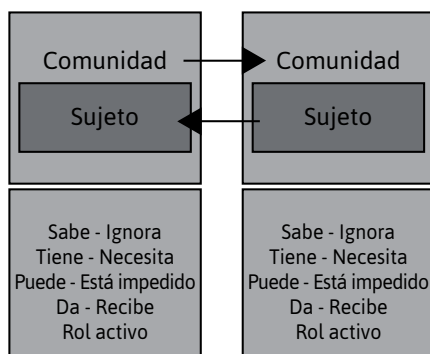 Comunidad
Sujeto
Comunidad
Sujeto
Sabe - Ignora
Tiene - Necesita
Puede - Está impedido
Da - Recibe
Rol activo
Sabe - Ignora
Tiene - Necesita
Puede - Está impedido
Da - Recibe
Rol activo